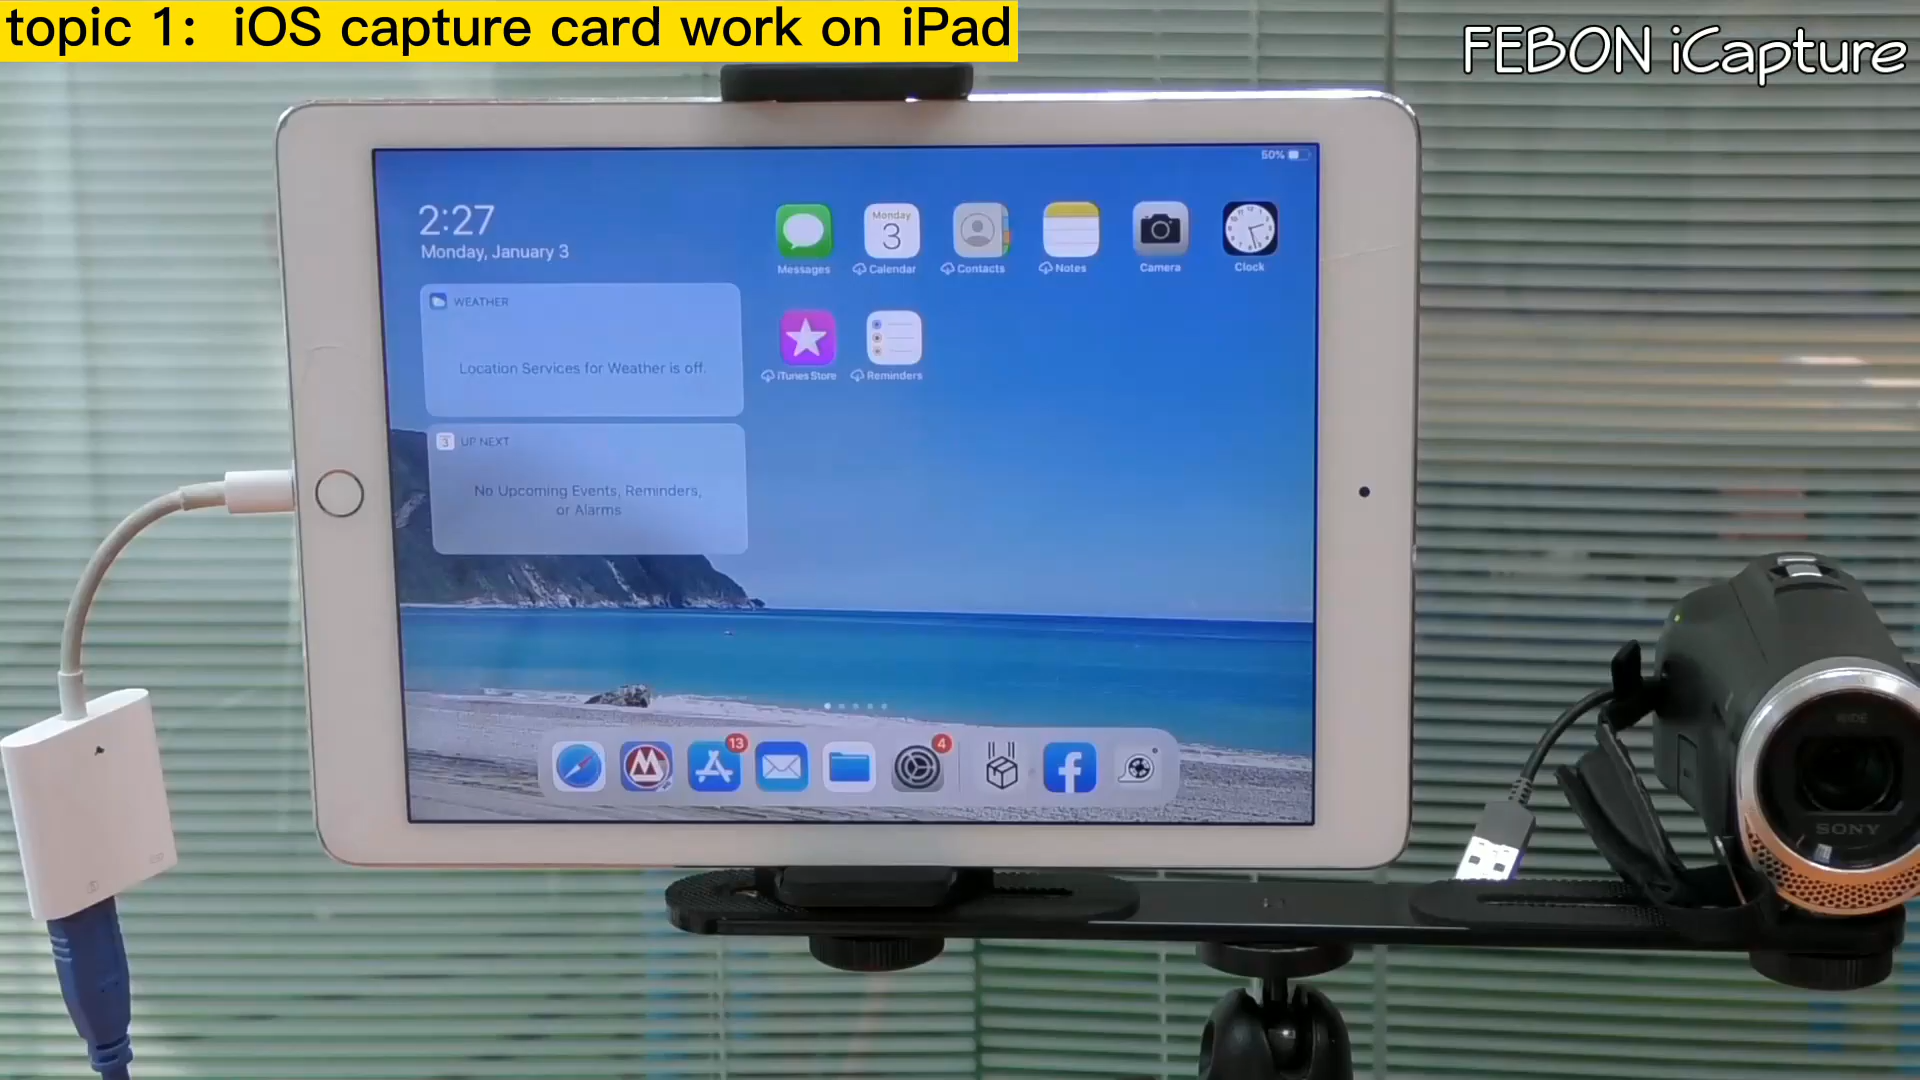 topic 1: iOS capture card work on iPad
FEBON iCapture
50%
2:27
Monday, January 3
Messages
Monday
3
Calendar
Contacts
Notes
Camera
Clock
WEATHER
Location Services for Weather is off.
iTunes Store
Reminders
3
UP NEXT
No Upcoming Events, Reminders,
or Alarms
13
4
WIDE
SONY